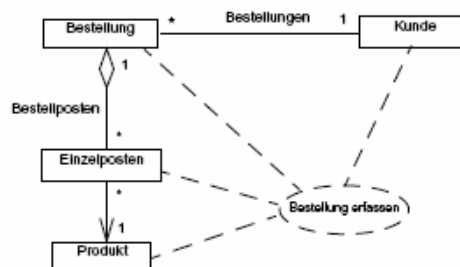 Bestellung
*
Bestellungen
1
Kunde
1
Bestellposten
*
Einzelposten
*
Bestellung erfassen
1
Produkt